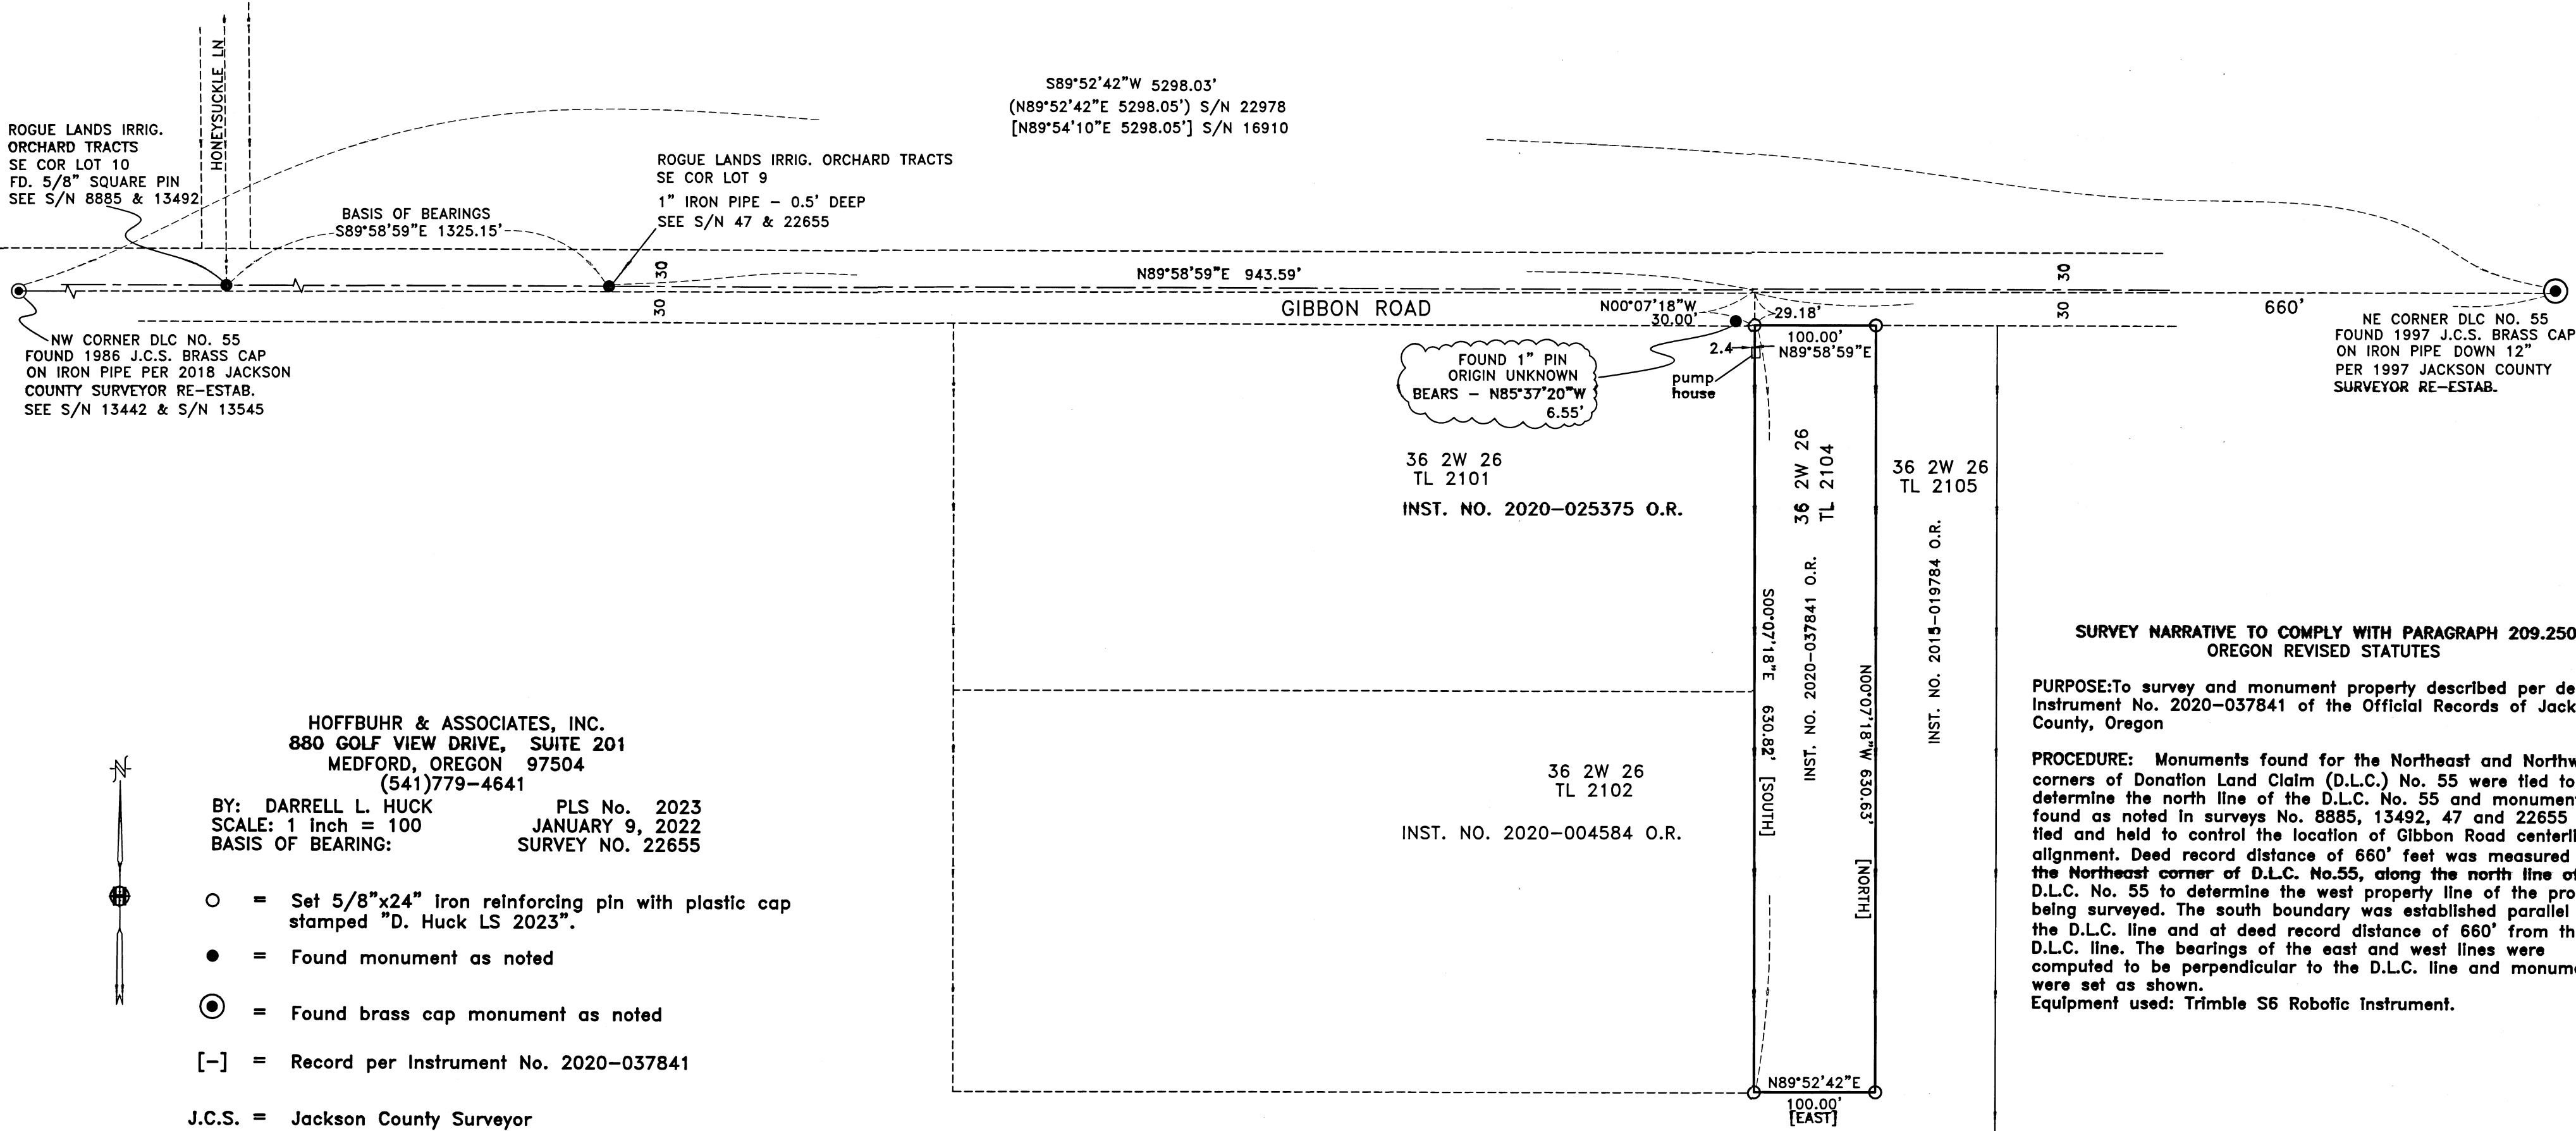 HONEYSUCKLE LN
S89°52'42"W 5298.03'
(N89°52'42"E 5298.05') S/N 22978
[N89°54'10"E 5298.05'] S/N 16910
ROGUE LANDS IRRIG.
ORCHARD TRACTS
SE COR LOT 10
FD. 5/8" SQUARE PIN
SEE S/N 8885 & 13492
ROGUE LANDS IRRIG. ORCHARD TRACTS
SE COR LOT 9
1" IRON PIPE – 0.5' DEEP
SEE S/N 47 & 22655
BASIS OF BEARINGS
S89°58'59"E 1325.15'
30
30
N89°58'59"E 943.59'
GIBBON ROAD
N00°07'18"W
30.00'
29.18'
30
30
660'
100.00'
N89°58'59"E
2.4
pump
house
NW CORNER DLC NO. 55
FOUND 1986 J.C.S. BRASS CAP
ON IRON PIPE PER 2018 JACKSON
COUNTY SURVEYOR RE–ESTAB.
SEE S/N 13442 & S/N 13545
FOUND 1" PIN
ORIGIN UNKNOWN
BEARS – N85°37'20"W
6.55'
NE CORNER DLC NO. 55
FOUND 1997 J.C.S. BRASS CAP
ON IRON PIPE DOWN 12"
PER 1997 JACKSON COUNTY
SURVEYOR RE–ESTAB.
36 2W 26
TL 2101
INST. NO. 2020–025375 O.R.
36 2W 26
TL 2104
INST. NO. 2020–037841 O.R.
36 2W 26
TL 2105
INST. NO. 2015–019784 O.R.
S00°07'18"E 630.82' [SOUTH]
N00°07'18"W 630.63' [NORTH]
36 2W 26
TL 2102
INST. NO. 2020–004584 O.R.
N89°52'42"E
100.00'
[EAST]
HOFFBUHR & ASSOCIATES, INC.
880 GOLF VIEW DRIVE, SUITE 201
MEDFORD, OREGON 97504
(541)779–4641
BY: DARRELL L. HUCK PLS No. 2023
SCALE: 1 inch = 100 JANUARY 9, 2022
BASIS OF BEARING: SURVEY NO. 22655
N
H
= Set 5/8"x24" iron reinforcing pin with plastic cap
stamped "D. Huck LS 2023".
= Found monument as noted
= Found brass cap monument as noted
[–] = Record per Instrument No. 2020–037841
J.C.S. = Jackson County Surveyor
SURVEY NARRATIVE TO COMPLY WITH PARAGRAPH 209.250
OREGON REVISED STATUTES
PURPOSE:To survey and monument property described per de
Instrument No. 2020–037841 of the Official Records of Jack
County, Oregon
PROCEDURE: Monuments found for the Northeast and Northw
corners of Donation Land Claim (D.L.C.) No. 55 were tied to
determine the north line of the D.L.C. No. 55 and monument
found as noted in surveys No. 8885, 13492, 47 and 22655
tied and held to control the location of Gibbon Road centerli
alignment. Deed record distance of 660' feet was measured
the Northeast corner of D.L.C. No.55, along the north line of
D.L.C. No. 55 to determine the west property line of the pro
being surveyed. The south boundary was established parallel
the D.L.C. line and at deed record distance of 660' from th
D.L.C. line. The bearings of the east and west lines were
computed to be perpendicular to the D.L.C. line and monume
were set as shown.
Equipment used: Trimble S6 Robotic instrument.